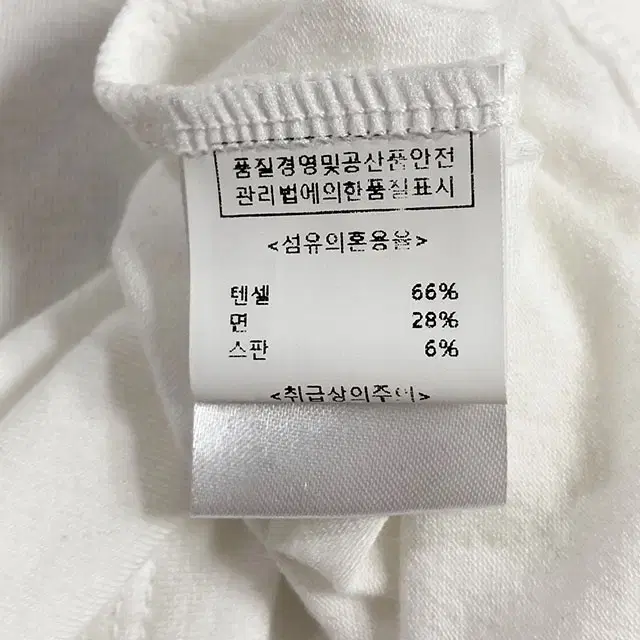 품질경영및공산품안전
관리법에의한품질표시
<섬유의혼용율>
텐셀 66%
면 28%
스판 6%
<취급상의주의>